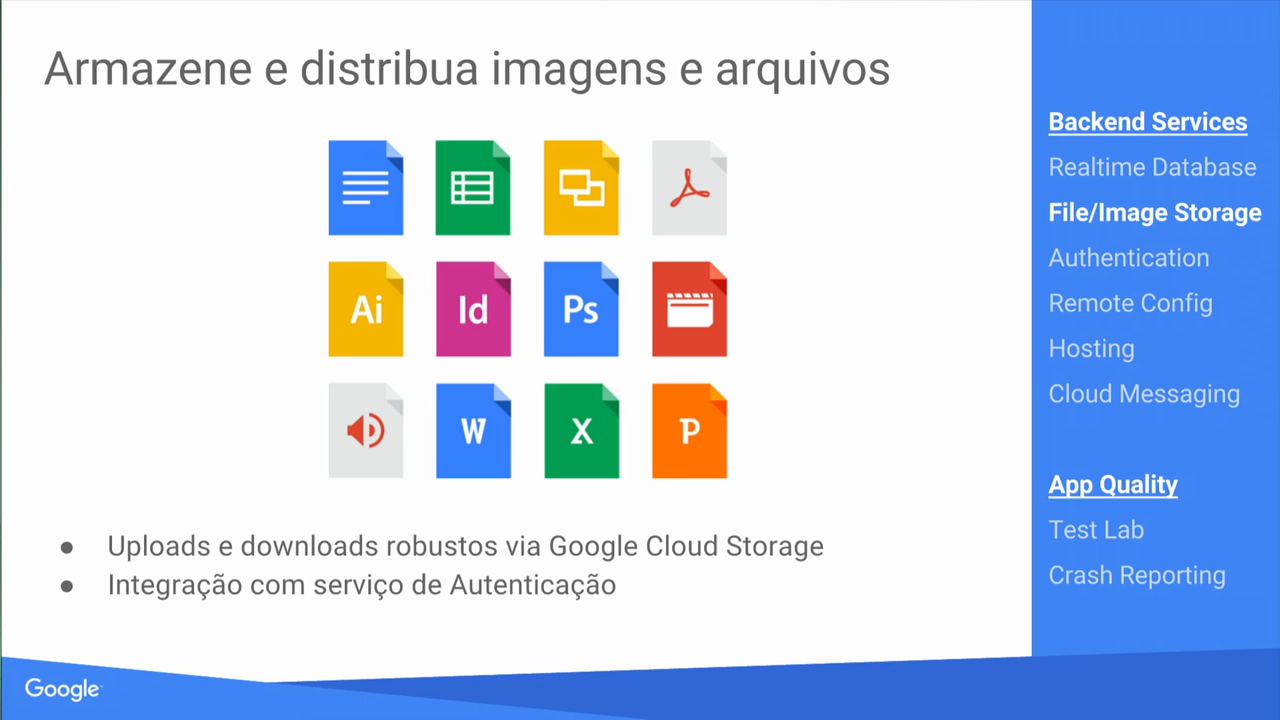 Armazene e distribua imagens e arquivos
Ai
Id
Ps
W
X
P
● Uploads e downloads robustos via Google Cloud Storage
● Integração com serviço de Autenticação
Backend Services
Realtime Database
File/Image Storage
Authentication
Remote Config
Hosting
Cloud Messaging
App Quality
Test Lab
Crash Reporting
Google